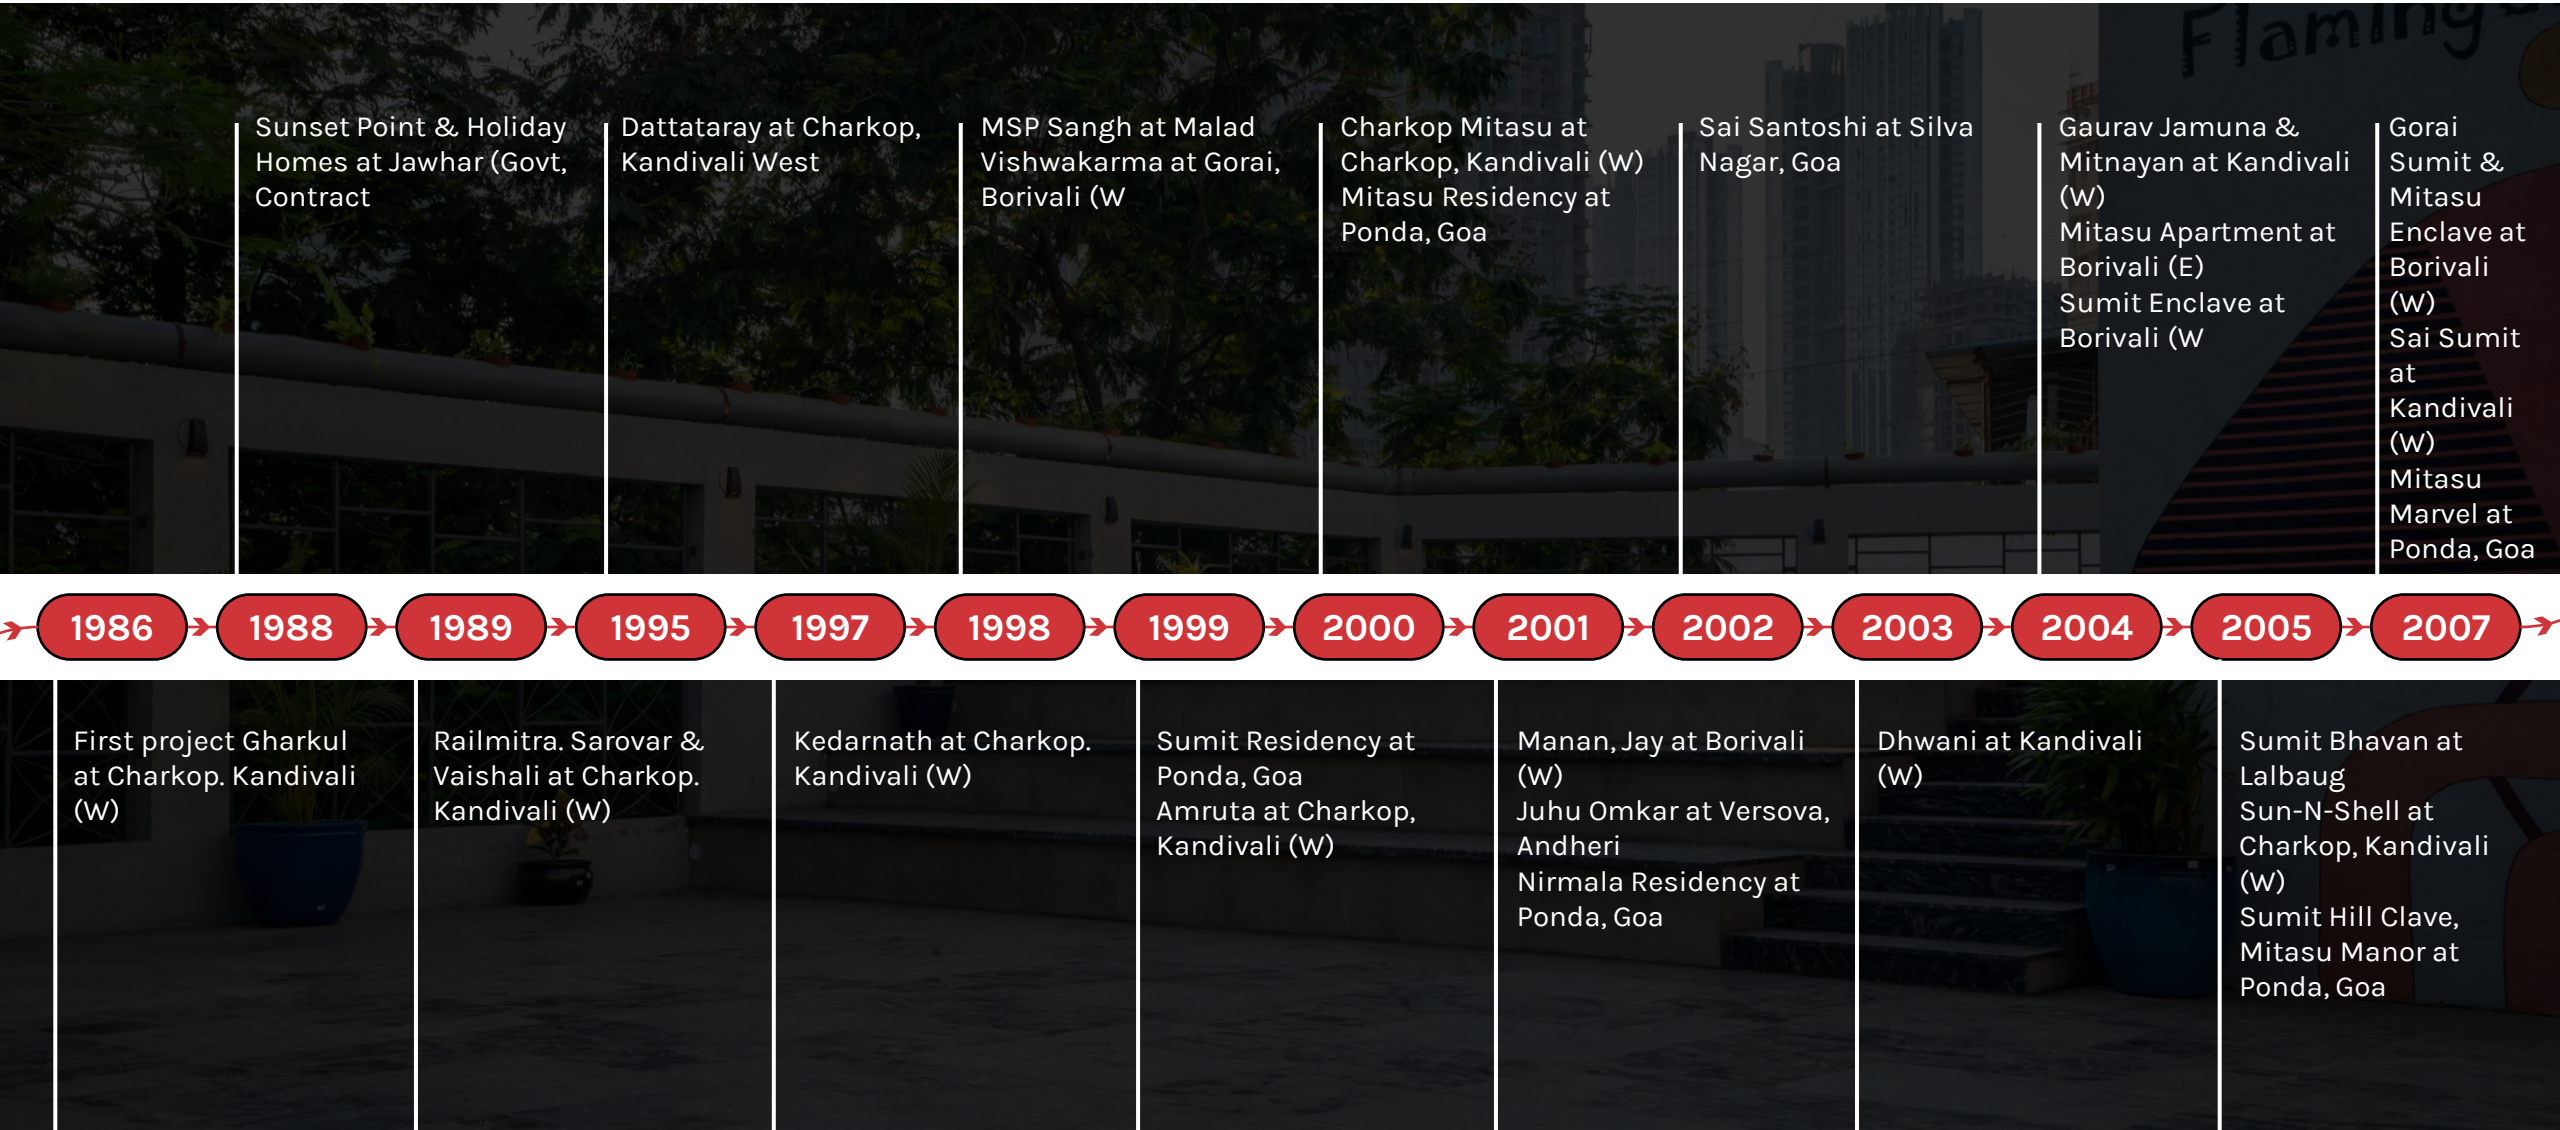 Flaming
Sunset Point & Holiday
Homes at Jawhar (Govt,
Contract
Dattataray at Charkop,
Kandivali West
MSP Sangh at Malad
Vishwakarma at Gorai,
Borivali (W
Charkop Mitasu at
Charkop, Kandivali (W)
Mitasu Residency at
Ponda, Goa
Sai Santoshi at Silva
Nagar, Goa
Gaurav Jamuna &
Mitnayan at Kandivali
(W)
Mitasu Apartment at
Borivali (E)
Sumit Enclave at
Borivali (W
Gorai
Sumit &
Mitasu
Enclave at
Borivali
(W)
Sai Sumit
at
Kandivali
(W)
Mitasu
Marvel at
Ponda, Goa
1986
1988
1989
1995
1997
1998
1999
2000
2001
2002
2003
2004
2005
2007
First project Gharkul
at Charkop. Kandivali
(W)
Railmitra. Sarovar &
Vaishali at Charkop.
Kandivali (W)
Kedarnath at Charkop.
Kandivali (W)
Sumit Residency at
Ponda, Goa
Amruta at Charkop,
Kandivali (W)
Manan, Jay at Borivali
(W)
Juhu Omkar at Versova,
Andheri
Nirmala Residency at
Ponda, Goa
Dhwani at Kandivali
(W)
Sumit Bhavan at
Lalbaug
Sun-N-Shell at
Charkop, Kandivali
(W)
Sumit Hill Clave,
Mitasu Manor at
Ponda, Goa